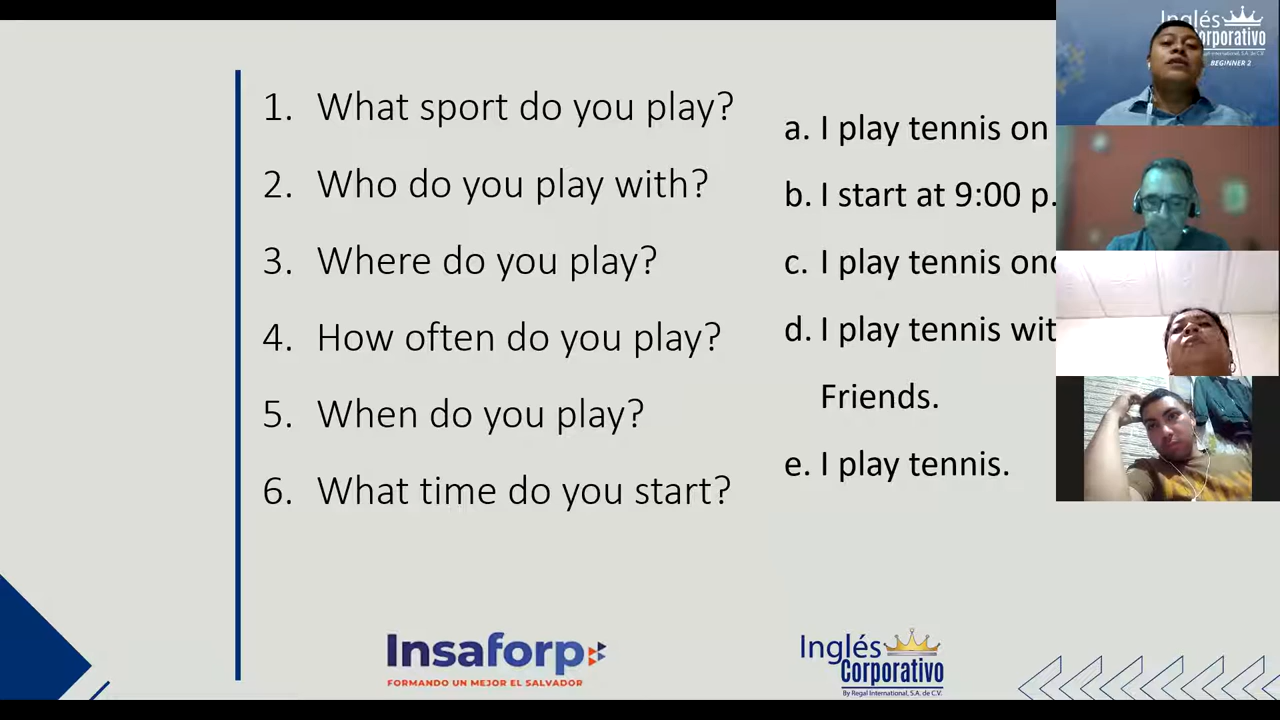 1. What sport do you play?
2. Who do you play with?
3. Where do you play?
4. How often do you play?
5. When do you play?
6. What time do you start?
a. I play tennis on
b. I start at 9:00 p.
c. I play tennis
d. I play tennis
Friends.
e. I play tennis.
Insaforp
FORMANDO UN MEJOR EL SALVADOR
Inglés
Corporativo
By Regal International, S.A. de C.V.
Inglés
Corporativo
BEGINNER 2